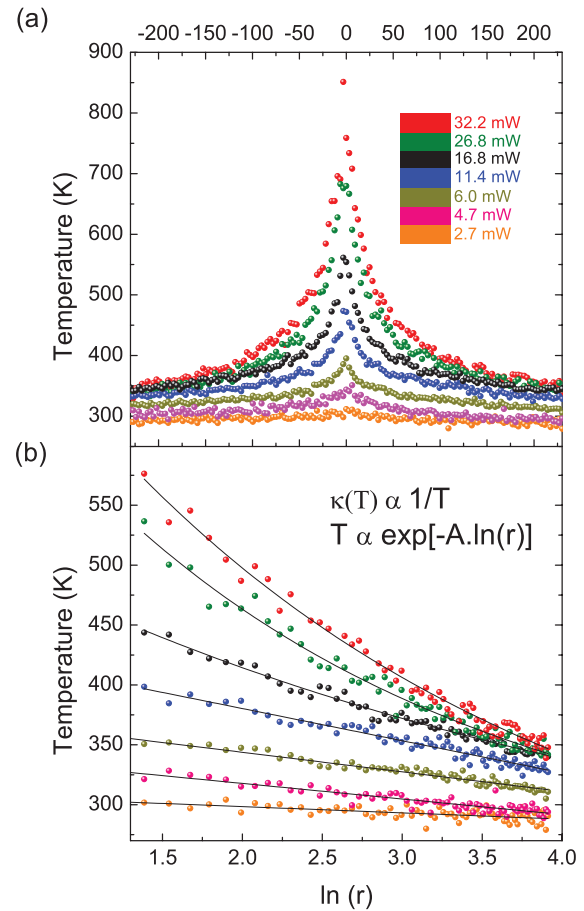 (a)
-200 -150 -100 -50 0 50 100 150 200
900
800
700
600
500
400
300
Temperature (K)
32.2 mW
26.8 mW
16.8 mW
11.4 mW
6.0 mW
4.7 mW
2.7 mW
(b)
550
500
450
400
350
300
Temperature (K)
κ(T) α 1/T
T α exp[-A.ln(r)]
1.5 2.0 2.5 3.0 3.5 4.0
ln (r)